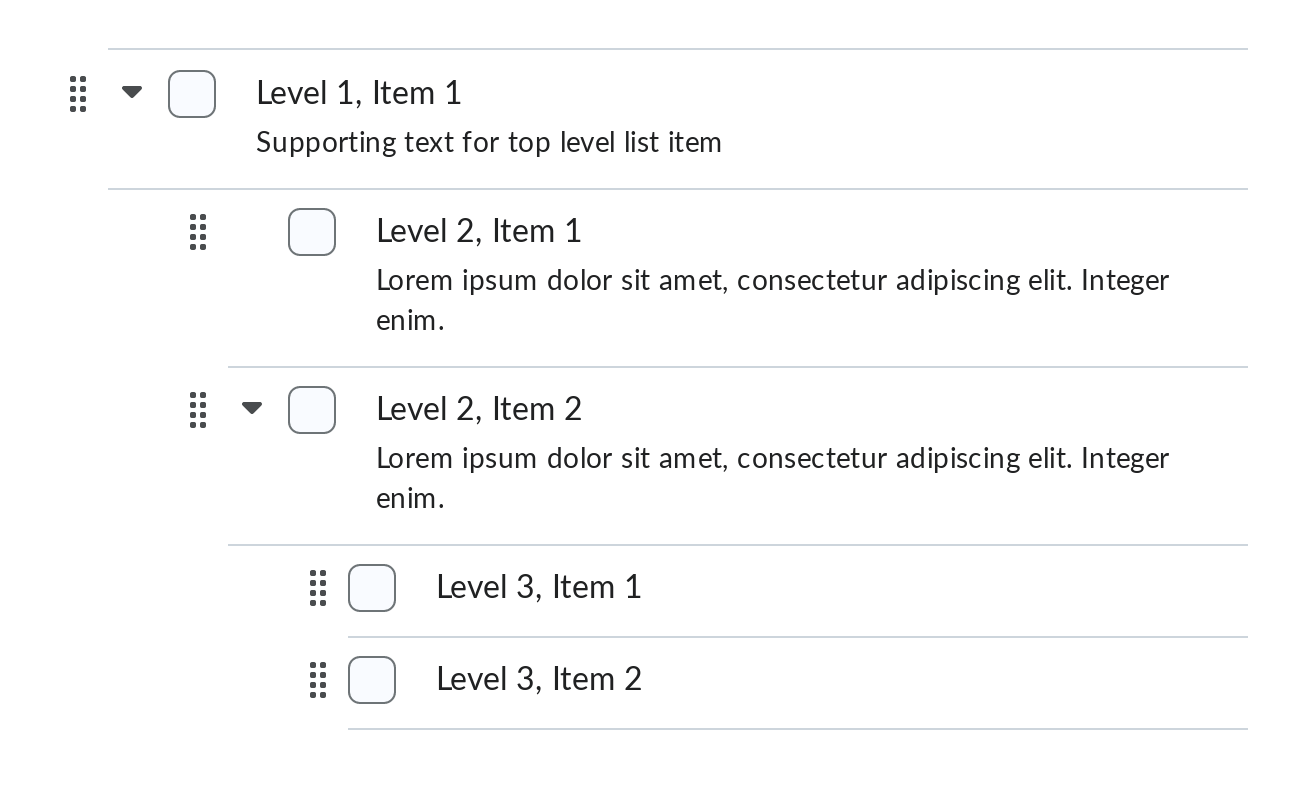 Level 1, Item 1
Supporting text for top level list item
Level 2, Item 1
Lorem ipsum dolor sit amet, consectetur adipiscing elit. Integer
enim.
Level 2, Item 2
Lorem ipsum dolor sit amet, consectetur adipiscing elit. Integer
enim.
Level 3, Item 1
Level 3, Item 2